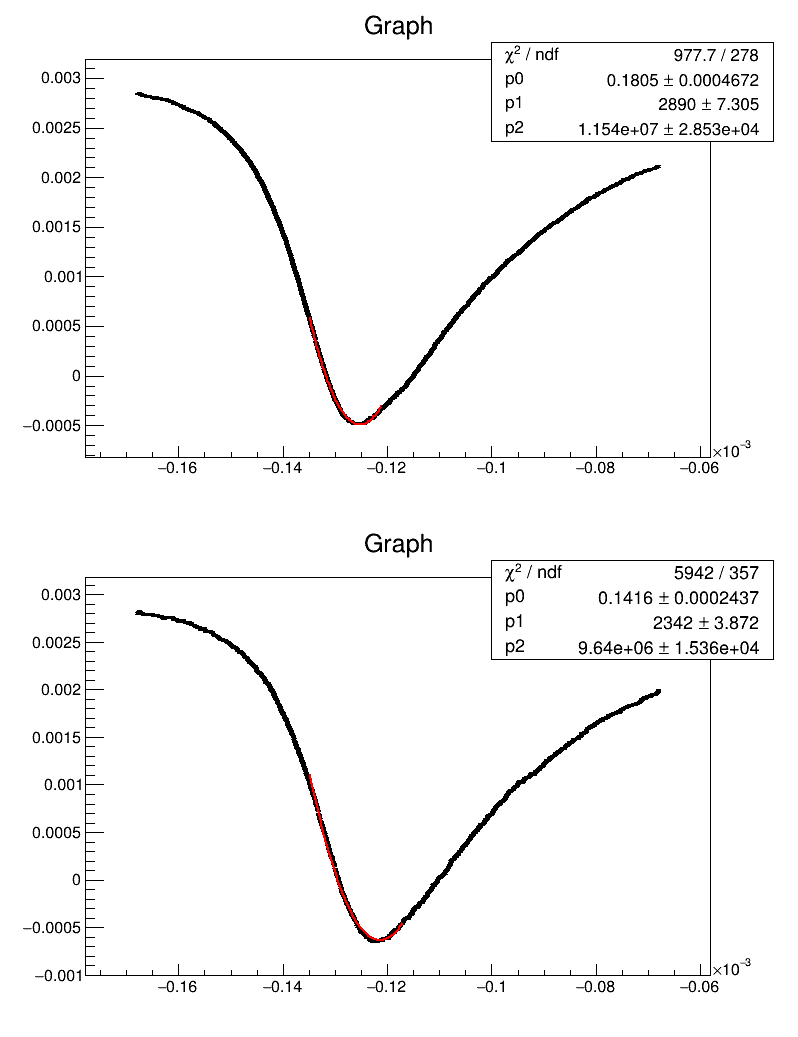 Graph
χ² / ndf 977.7 / 278
p0 0.1805 ± 0.0004672
p1 2890 ± 7.305
p2 1.154e+07 ± 2.853e+04
0.003
0.0025
0.002
0.0015
0.001
0.0005
0
−0.0005
−0.16 −0.14 −0.12 −0.1 −0.08 −0.06
×10⁻³
Graph
χ² / ndf 5942 / 357
p0 0.1416 ± 0.0002437
p1 2342 ± 3.872
p2 9.64e+06 ± 1.536e+04
0.003
0.0025
0.002
0.0015
0.001
0.0005
0
−0.0005
−0.001
−0.16 −0.14 −0.12 −0.1 −0.08 −0.06
×10⁻³